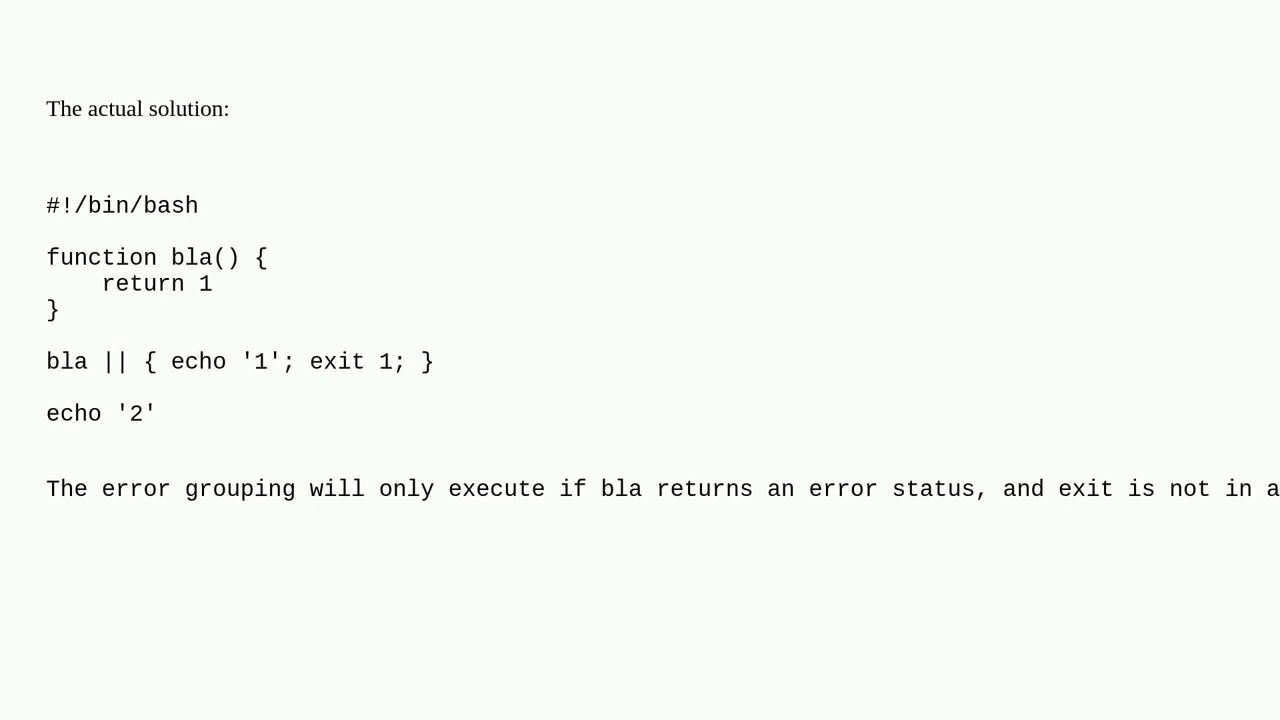 The actual solution:
#!/bin/bash
function bla() {
    return 1
}
bla || { echo '1'; exit 1; }
echo '2'
The error grouping will only execute if bla returns an error status, and exit is not in a